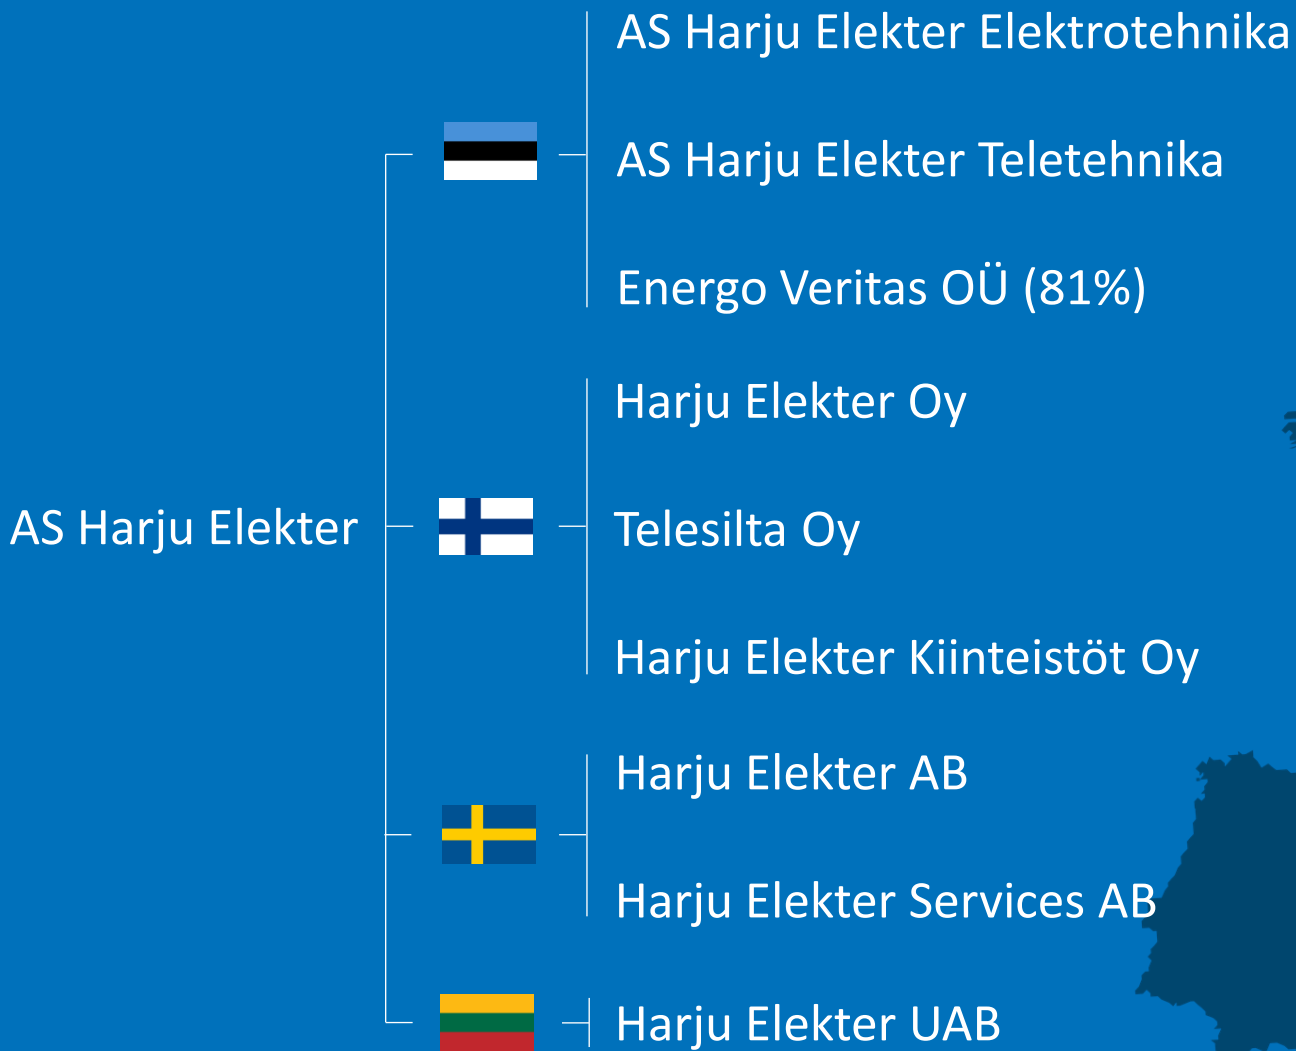 AS Harju Elekter
AS Harju Elekter Elektrotehnika
AS Harju Elekter Teletehnika
Energo Veritas OÜ (81%)
Harju Elekter Oy
Telesilta Oy
Harju Elekter Kiinteistöt Oy
Harju Elekter AB
Harju Elekter Services AB
Harju Elekter UAB